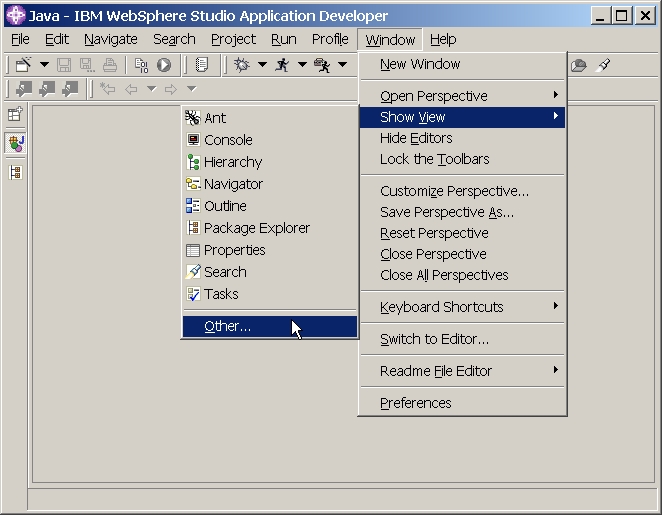 Java - IBM WebSphere Studio Application Developer
File Edit Navigate Search Project Run Profile Window Help
New Window
Open Perspective
Show View
Hide Editors
Lock the Toolbars
Customize Perspective...
Save Perspective As...
Reset Perspective
Close Perspective
Close All Perspectives
Keyboard Shortcuts
Switch to Editor...
Readme File Editor
Preferences
Ant
Console
Hierarchy
Navigator
Outline
Package Explorer
Properties
Search
Tasks
Other...